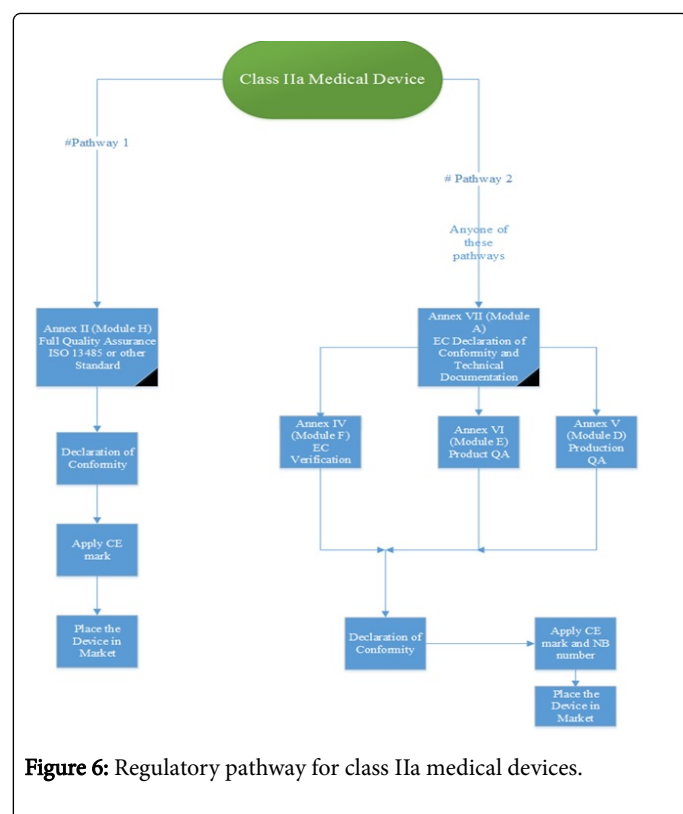 Class IIa Medical Device
#Pathway 1
# Pathway 2
Anyone of
these
pathways
Annex II (Module H)
Full Quality Assurance
ISO 13485 or other
Standard
Annex VII (Module
A)
EC Declaration of
Conformity and
Technical
Documentation
Annex IV
(Module F)
EC
Verification
Annex VI
(Module E)
Product QA
Annex V
(Module D)
Production
QA
Declaration of
Conformity
Apply CE
mark
Place the
Device in
Market
Declaration of
Conformity
Apply CE
mark and NB
number
Place the
Device in
Market
Figure 6: Regulatory pathway for class IIa medical devices.